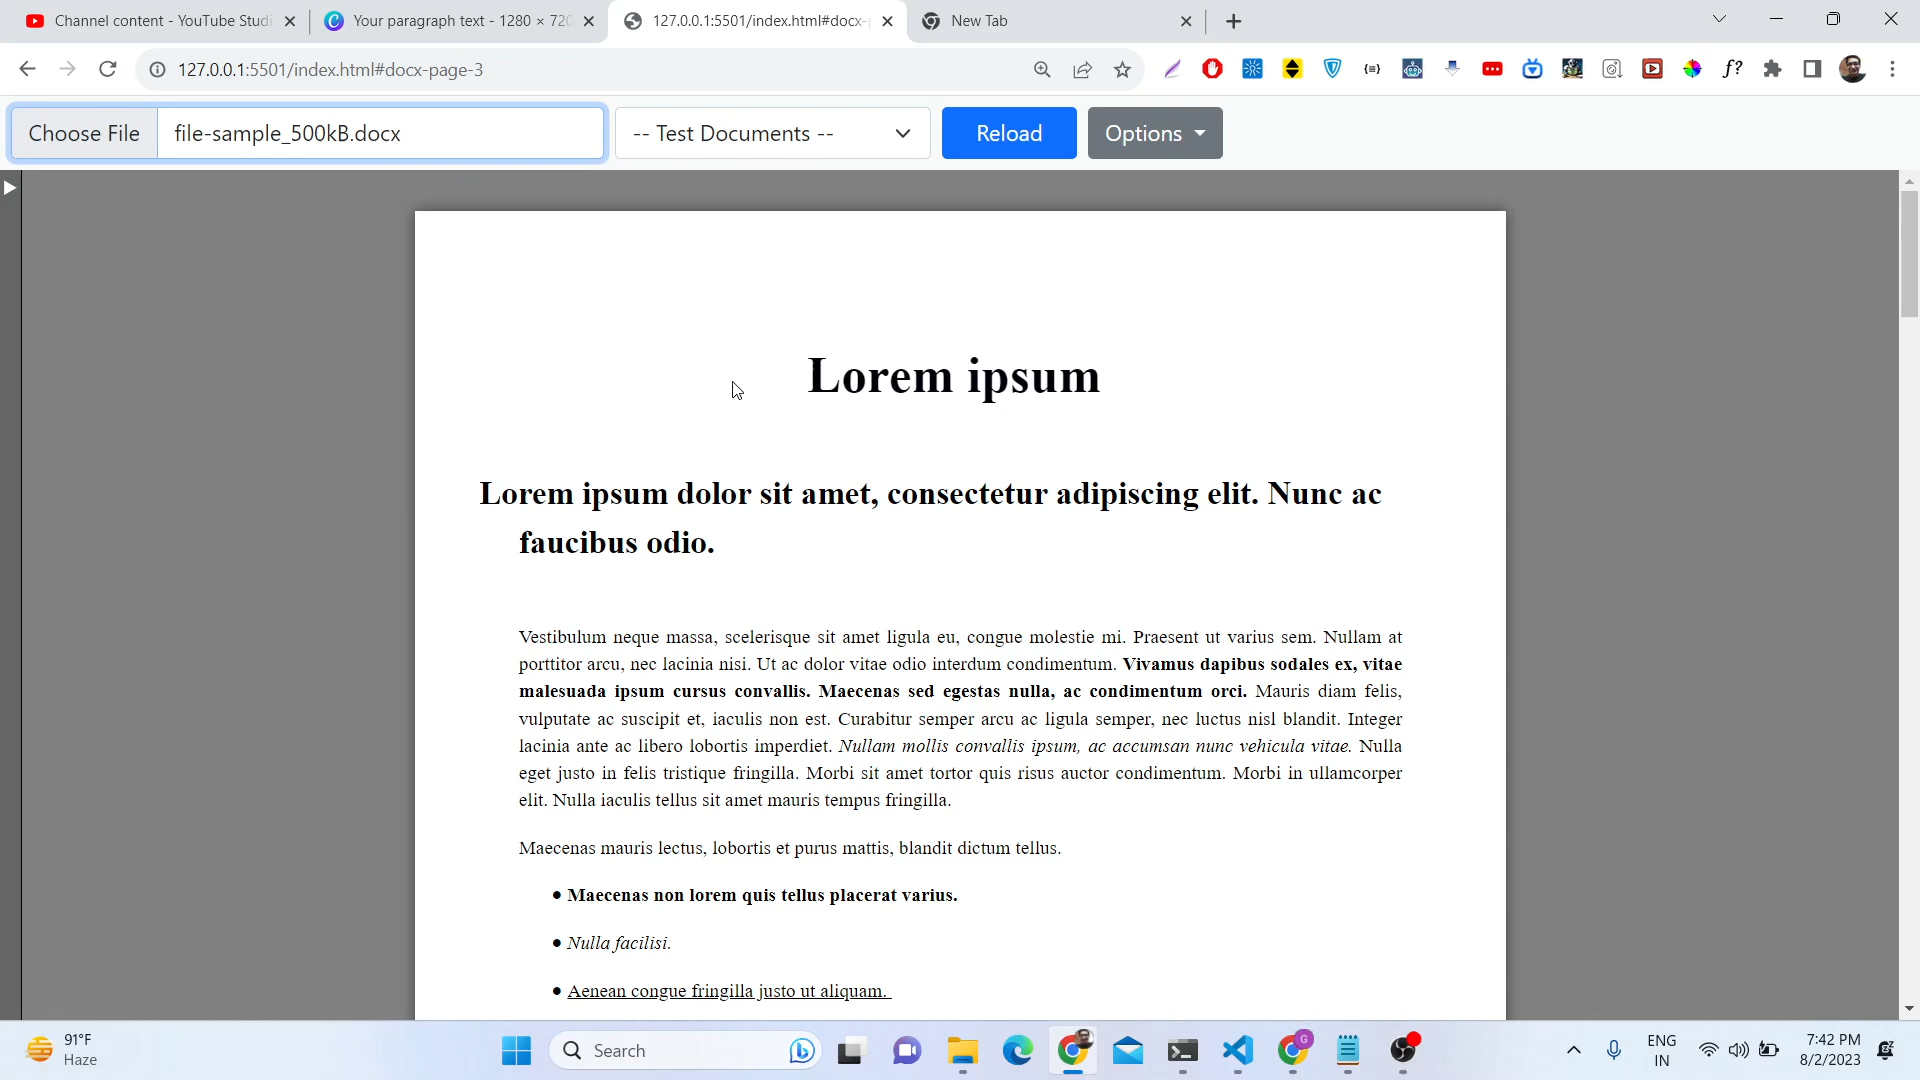 Channel content - YouTube Studi
Your paragraph text - 1280 × 720
127.0.0.1:5501/index.html#docx-p
New Tab
127.0.0.1:5501/index.html#docx-page-3
Choose File
file-sample_500kB.docx
-- Test Documents --
Reload
Options
Lorem ipsum
Lorem ipsum dolor sit amet, consectetur adipiscing elit. Nunc ac
faucibus odio.
Vestibulum neque massa, scelerisque sit amet ligula eu, congue molestie mi. Praesent ut varius sem. Nullam at
porttitor arcu, nec lacinia nisi. Ut ac dolor vitae odio interdum condimentum. Vivamus dapibus sodales ex, vitae
malesuada ipsum cursus convallis. Maecenas sed egestas nulla, ac condimentum orci. Mauris diam felis,
vulputate ac suscipit et, iaculis non est. Curabitur semper arcu ac ligula semper, nec luctus nisl blandit. Integer
lacinia ante ac libero lobortis imperdiet. Nullam mollis convallis ipsum, ac accumsan nunc vehicula vitae. Nulla
eget justo in felis tristique fringilla. Morbi sit amet tortor quis risus auctor condimentum. Morbi in ullamcorper
elit. Nulla iaculis tellus sit amet mauris tempus fringilla.
Maecenas mauris lectus, lobortis et purus mattis, blandit dictum tellus.
• Maecenas non lorem quis tellus placerat varius.
• Nulla facilisi.
• Aenean congue fringilla justo ut aliquam.
91°F
Haze
Search
ENG
IN
7:42 PM
8/2/2023